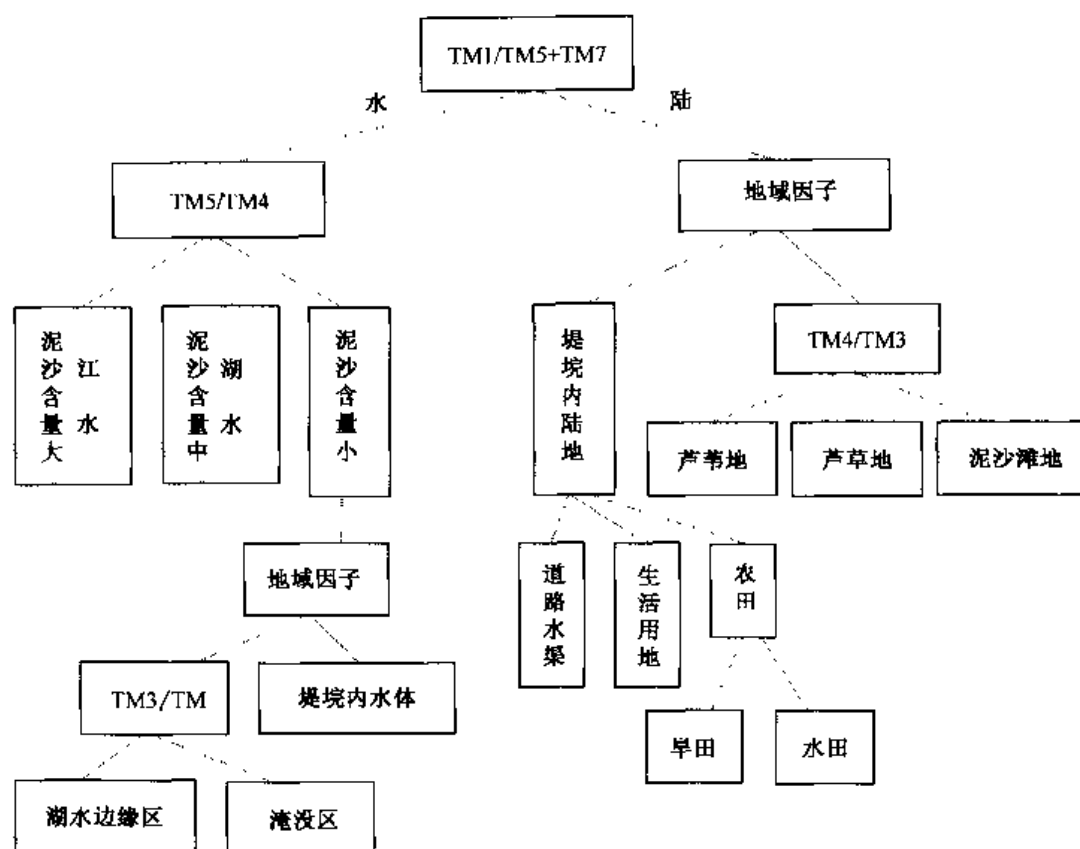 TM1/TM5+TM7
水
陆
TM5/TM4
地域因子
泥沙含量大
江水
泥沙含量中
湖水
泥沙含量小
堤垸内陆地
TM4/TM3
芦苇地
芦草地
泥沙滩地
地域因子
道路水渠
生活用地
农田
TM3/TM
堤垸内水体
旱田
水田
湖水边缘区
淹没区